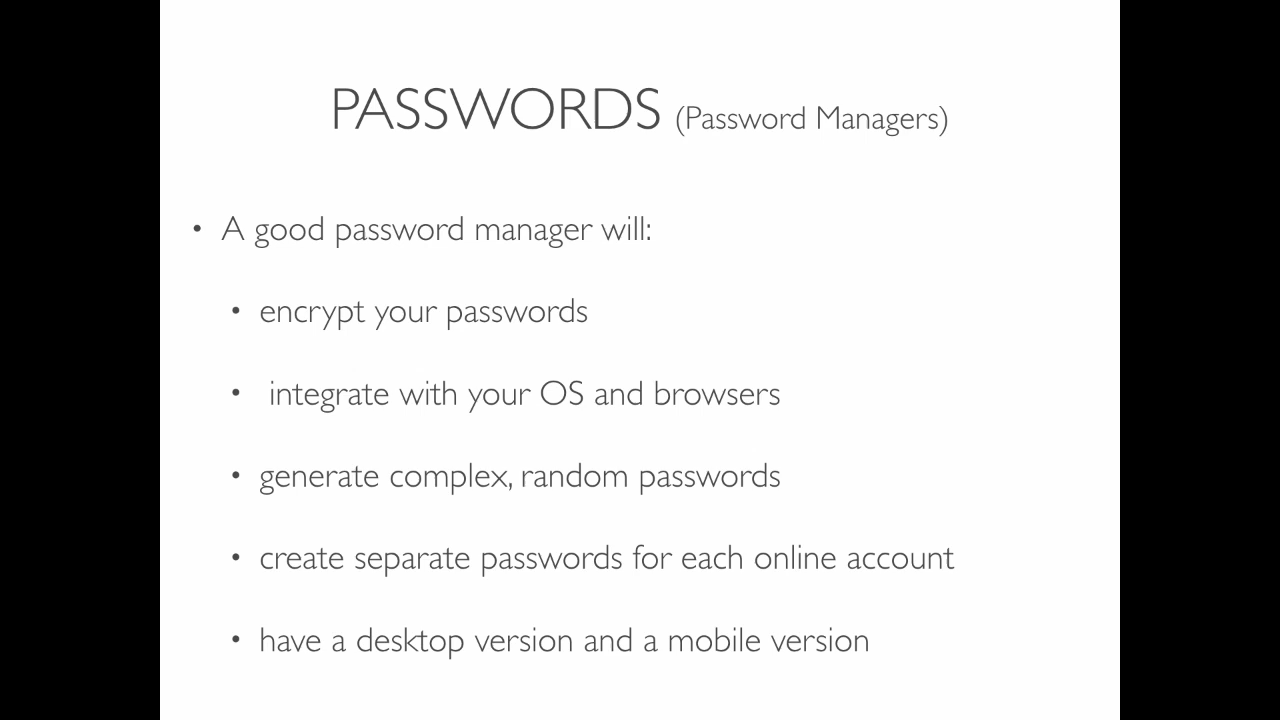 PASSWORDS (Password Managers)
• A good password manager will:
• encrypt your passwords
• integrate with your OS and browsers
• generate complex, random passwords
• create separate passwords for each online account
• have a desktop version and a mobile version